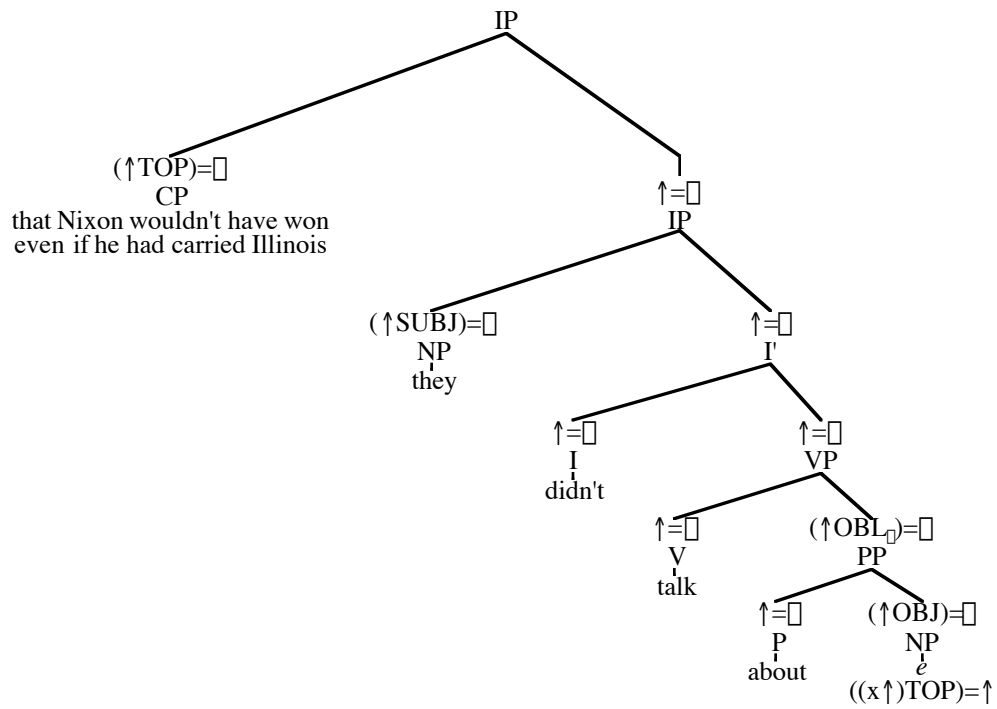 IP
(↑TOP)=▯
CP
that Nixon wouldn't have won
even if he had carried Illinois
↑=▯
IP
(↑SUBJ)=▯
NP
they
↑=▯
I'
↑=▯
I
didn't
↑=▯
VP
↑=▯
V
talk
(↑OBL▯)=▯
PP
↑=▯
P
about
(↑OBJ)=▯
NP
e
((x↑)TOP)=↑